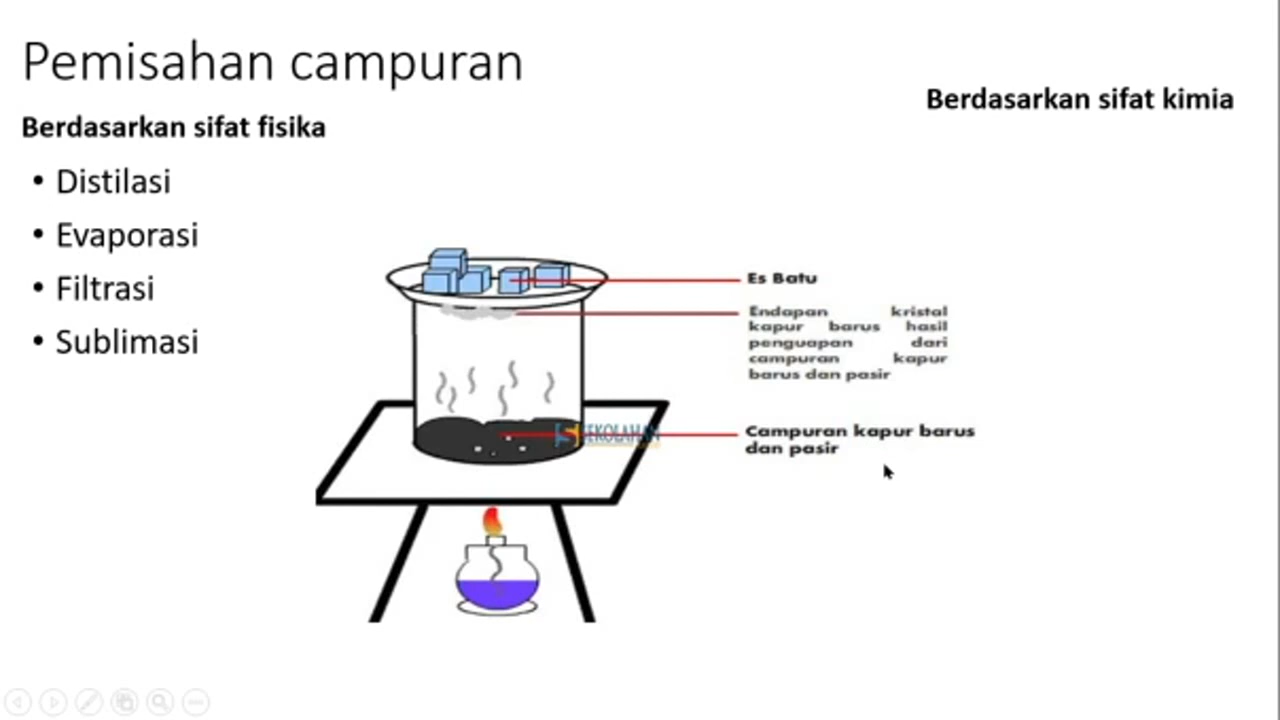 Pemisahan campuran
Berdasarkan sifat kimia
Berdasarkan sifat fisika
• Distilasi
• Evaporasi
• Filtrasi
• Sublimasi
Es Batu
Endapan kristal
kapur barus hasil
penguapan dari
campuran kapur
barus dan pasir
SEKOLAHAN
Campuran kapur barus
dan pasir